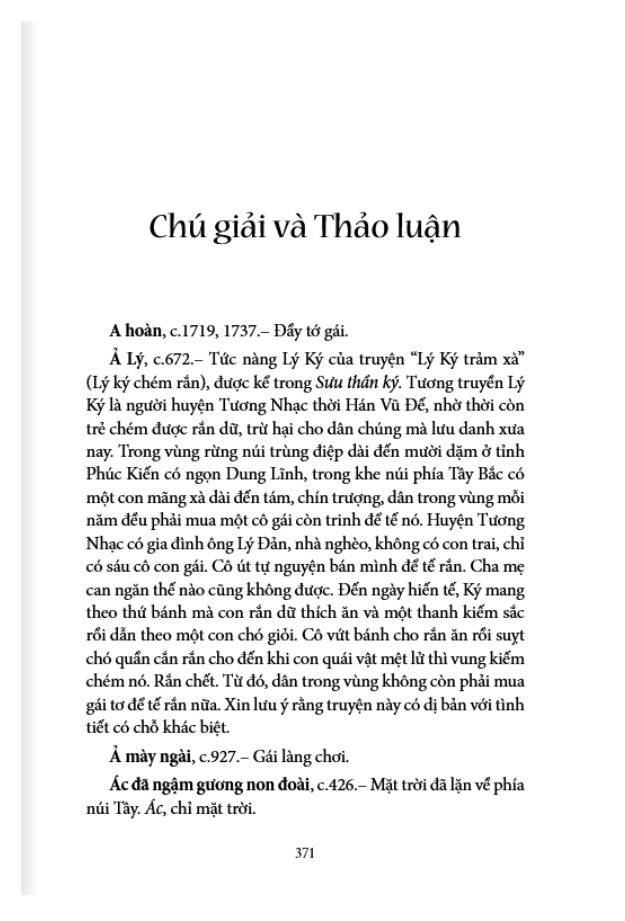 Chú giải và Thảo luận
A hoàn, c.1719, 1737.– Đầy tớ gái.
Ả Lý, c.672.– Tức nàng Lý Ký của truyện “Lý Ký trảm xà”
(Lý ký chém rắn), được kể trong Sưu thần ký. Tương truyền Lý
Ký là người huyện Tương Nhạc thời Hán Vũ Đế, nhờ thời còn
trẻ chém được rắn dữ, trừ hại cho dân chúng mà lưu danh xưa
nay. Trong vùng rừng núi trùng điệp dài đến mười dặm ở tỉnh
Phúc Kiến có ngọn Dung Lĩnh, trong khe núi phía Tây Bắc có
một con mãng xà dài đến tám, chín trượng, dân trong vùng mỗi
năm đều phải mua một cô gái còn trinh để tế nó. Huyện Tương
Nhạc có gia đình ông Lý Đản, nhà nghèo, không có con trai, chỉ
có sáu cô con gái. Cô út tự nguyện bán mình để tế rắn. Cha mẹ
can ngăn thế nào cũng không được. Đến ngày hiến tế, Ký mang
theo thứ bánh mà con rắn dữ thích ăn và một thanh kiếm sắc
rồi dẫn theo một con chó giỏi. Cô vứt bánh cho rắn ăn rồi suỵt
chó quần cắn rắn cho đến khi con quái vật mệt lử thì vung kiếm
chém nó. Rắn chết. Từ đó, dân trong vùng không còn phải mua
gái tơ để tế rắn nữa. Xin lưu ý rằng truyện này có dị bản với tình
tiết có chỗ khác biệt.
Ả mày ngài, c.927.– Gái làng chơi.
Ác đã ngậm gương non đoài, c.426.– Mặt trời đã lặn về phía
núi Tây. Ác, chỉ mặt trời.
371